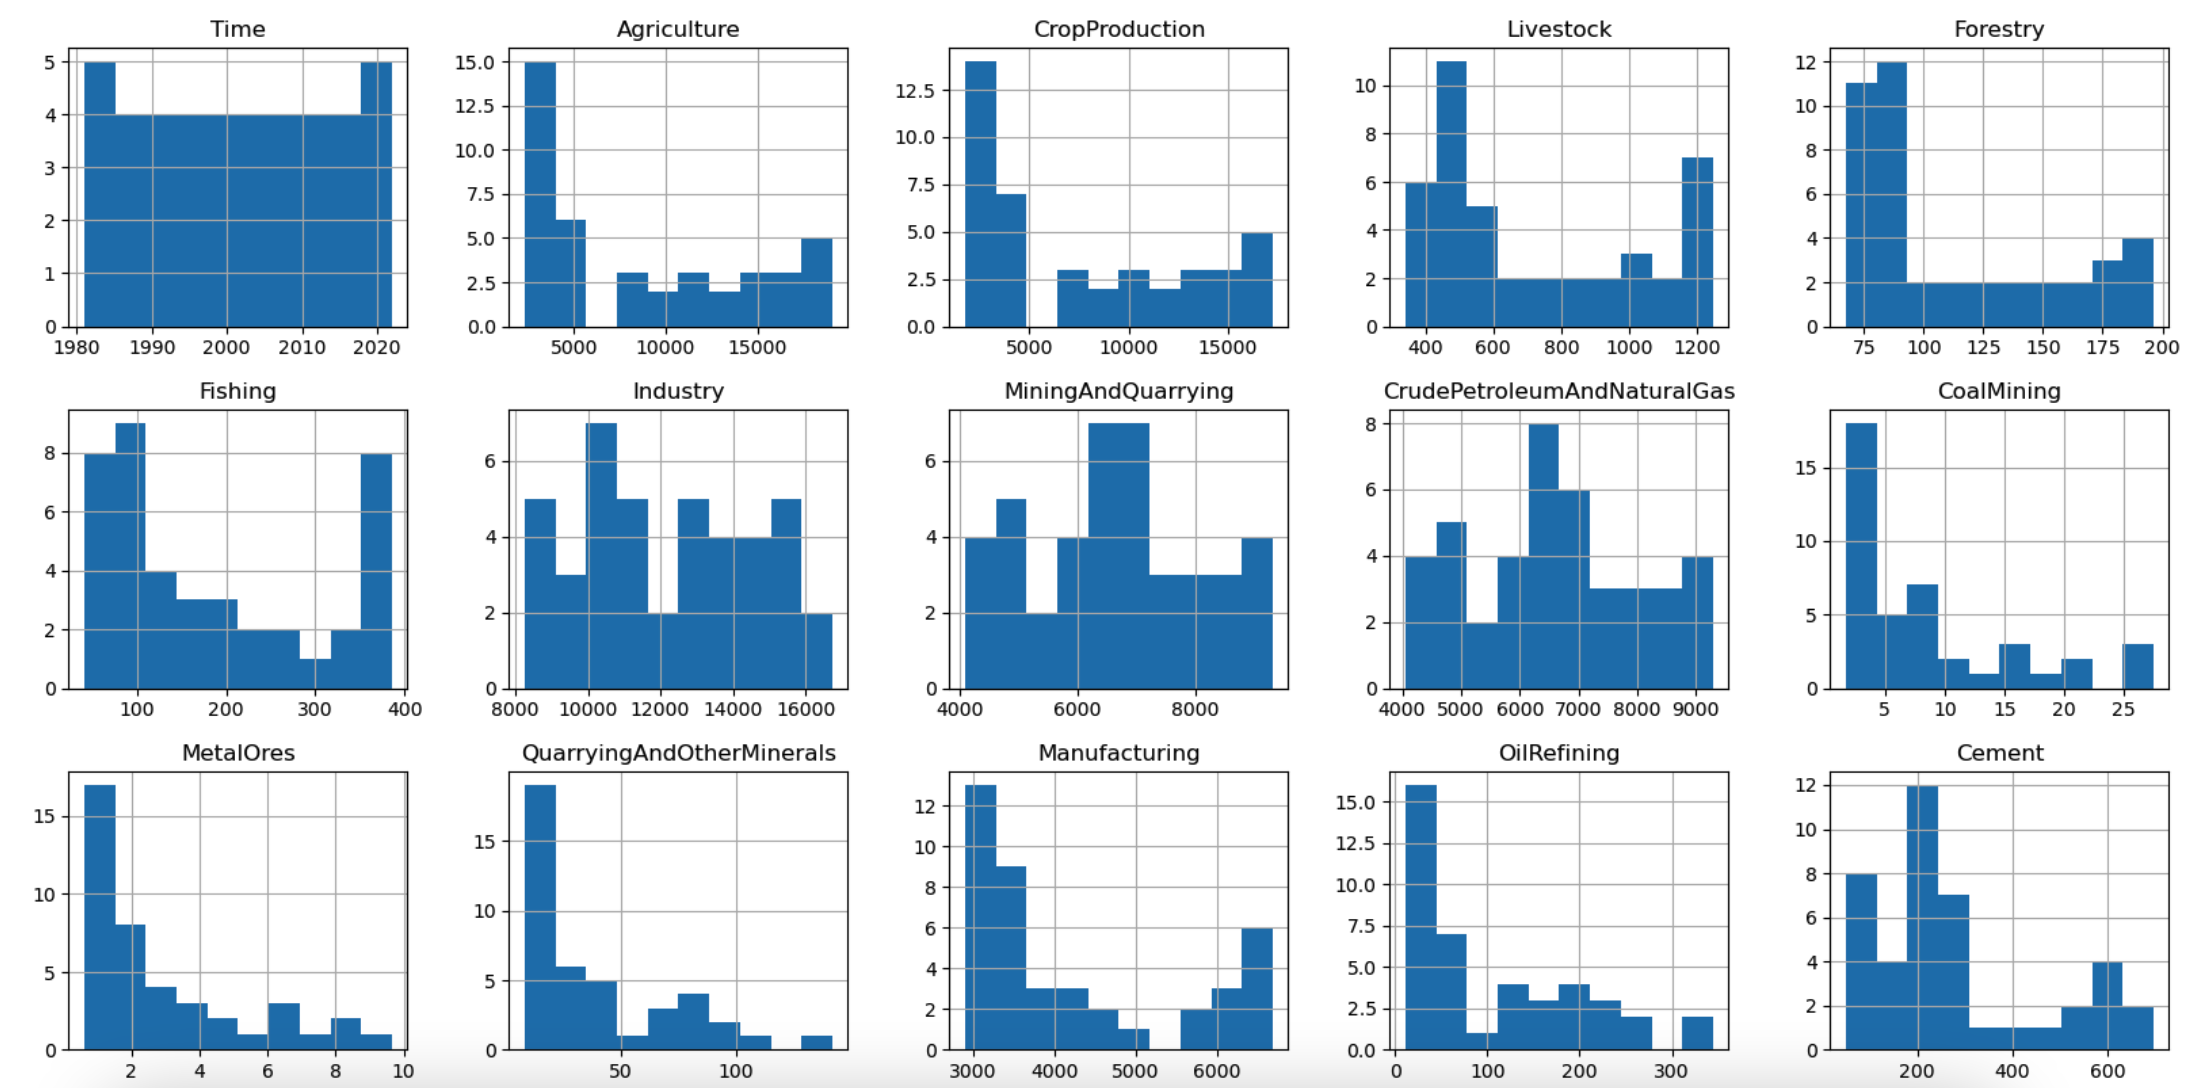 Time Agriculture CropProduction Livestock Forestry
5 15.0 12.5 10 12
4 12.5 10.0 8 10
3 10.0 7.5 6 8
2 7.5 5.0 4 6
1 5.0 2.5 2 4
0 2.5 0.0 0 2
0.0 0
1980 1990 2000 2010 2020 5000 10000 15000 5000 10000 15000 400 600 800 1000 1200 75 100 125 150 175 200
Fishing Industry MiningAndQuarrying CrudePetroleumAndNaturalGas CoalMining
8 6 6 8 15
6 4 4 6 10
4 2 2 4 5
2 0 0 2 0
0 0
100 200 300 400 8000 10000 12000 14000 16000 4000 6000 8000 4000 5000 6000 7000 8000 9000 5 10 15 20 25
MetalOres QuarryingAndOtherMinerals Manufacturing OilRefining Cement
15 15 12 15.0 12
10 10 10 12.5 10
5 5 8 10.0 8
0 0 6 7.5 6
4 5.0 4
2 2.5 2
0 0.0 0
2 4 6 8 10 50 100 3000 4000 5000 6000 0 100 200 300 200 400 600